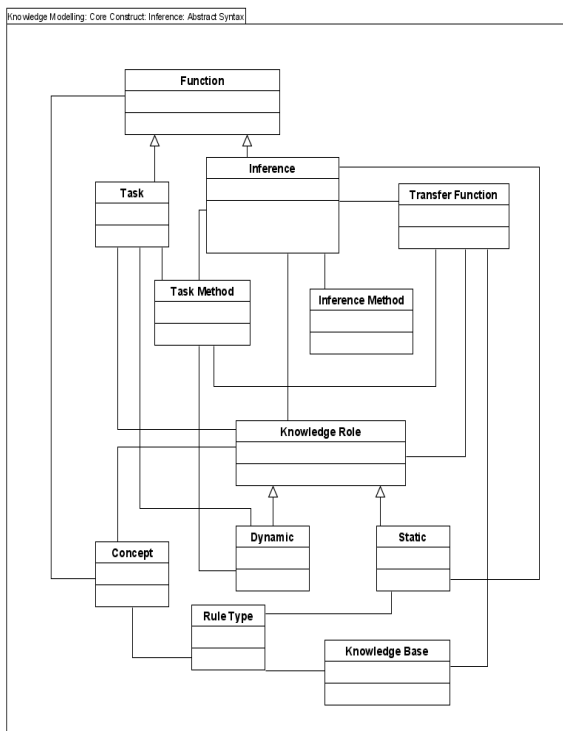 Knowledge Modelling: Core Construct: Inference: Abstract Syntax
Function
Inference
Task
Transfer Function
Task Method
Inference Method
Knowledge Role
Dynamic
Static
Concept
Rule Type
Knowledge Base